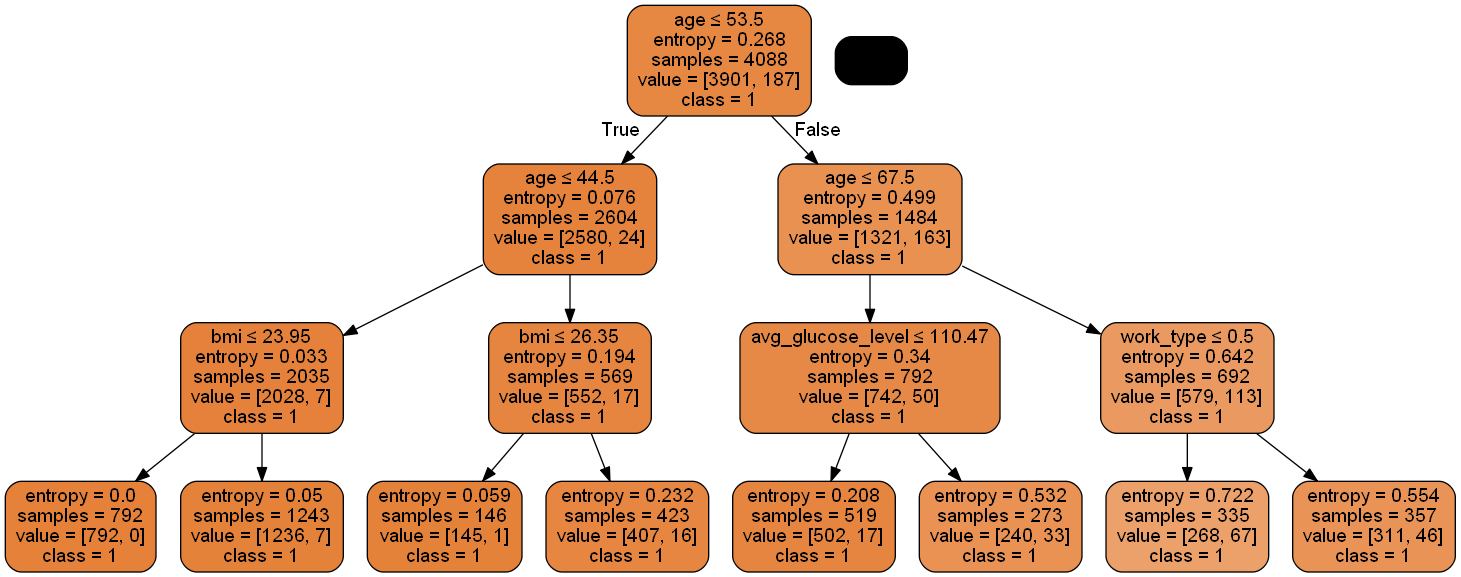 age ≤ 53.5
entropy = 0.268
samples = 4088
value = [3901, 187]
class = 1
True
False
age ≤ 44.5
entropy = 0.076
samples = 2604
value = [2580, 24]
class = 1
age ≤ 67.5
entropy = 0.499
samples = 1484
value = [1321, 163]
class = 1
bmi ≤ 23.95
entropy = 0.033
samples = 2035
value = [2028, 7]
class = 1
bmi ≤ 26.35
entropy = 0.194
samples = 569
value = [552, 17]
class = 1
avg_glucose_level ≤ 110.47
entropy = 0.34
samples = 792
value = [742, 50]
class = 1
work_type ≤ 0.5
entropy = 0.642
samples = 692
value = [579, 113]
class = 1
entropy = 0.0
samples = 792
value = [792, 0]
class = 1
entropy = 0.05
samples = 1243
value = [1236, 7]
class = 1
entropy = 0.059
samples = 146
value = [145, 1]
class = 1
entropy = 0.232
samples = 423
value = [407, 16]
class = 1
entropy = 0.208
samples = 519
value = [502, 17]
class = 1
entropy = 0.532
samples = 273
value = [240, 33]
class = 1
entropy = 0.722
samples = 335
value = [268, 67]
class = 1
entropy = 0.554
samples = 357
value = [311, 46]
class = 1